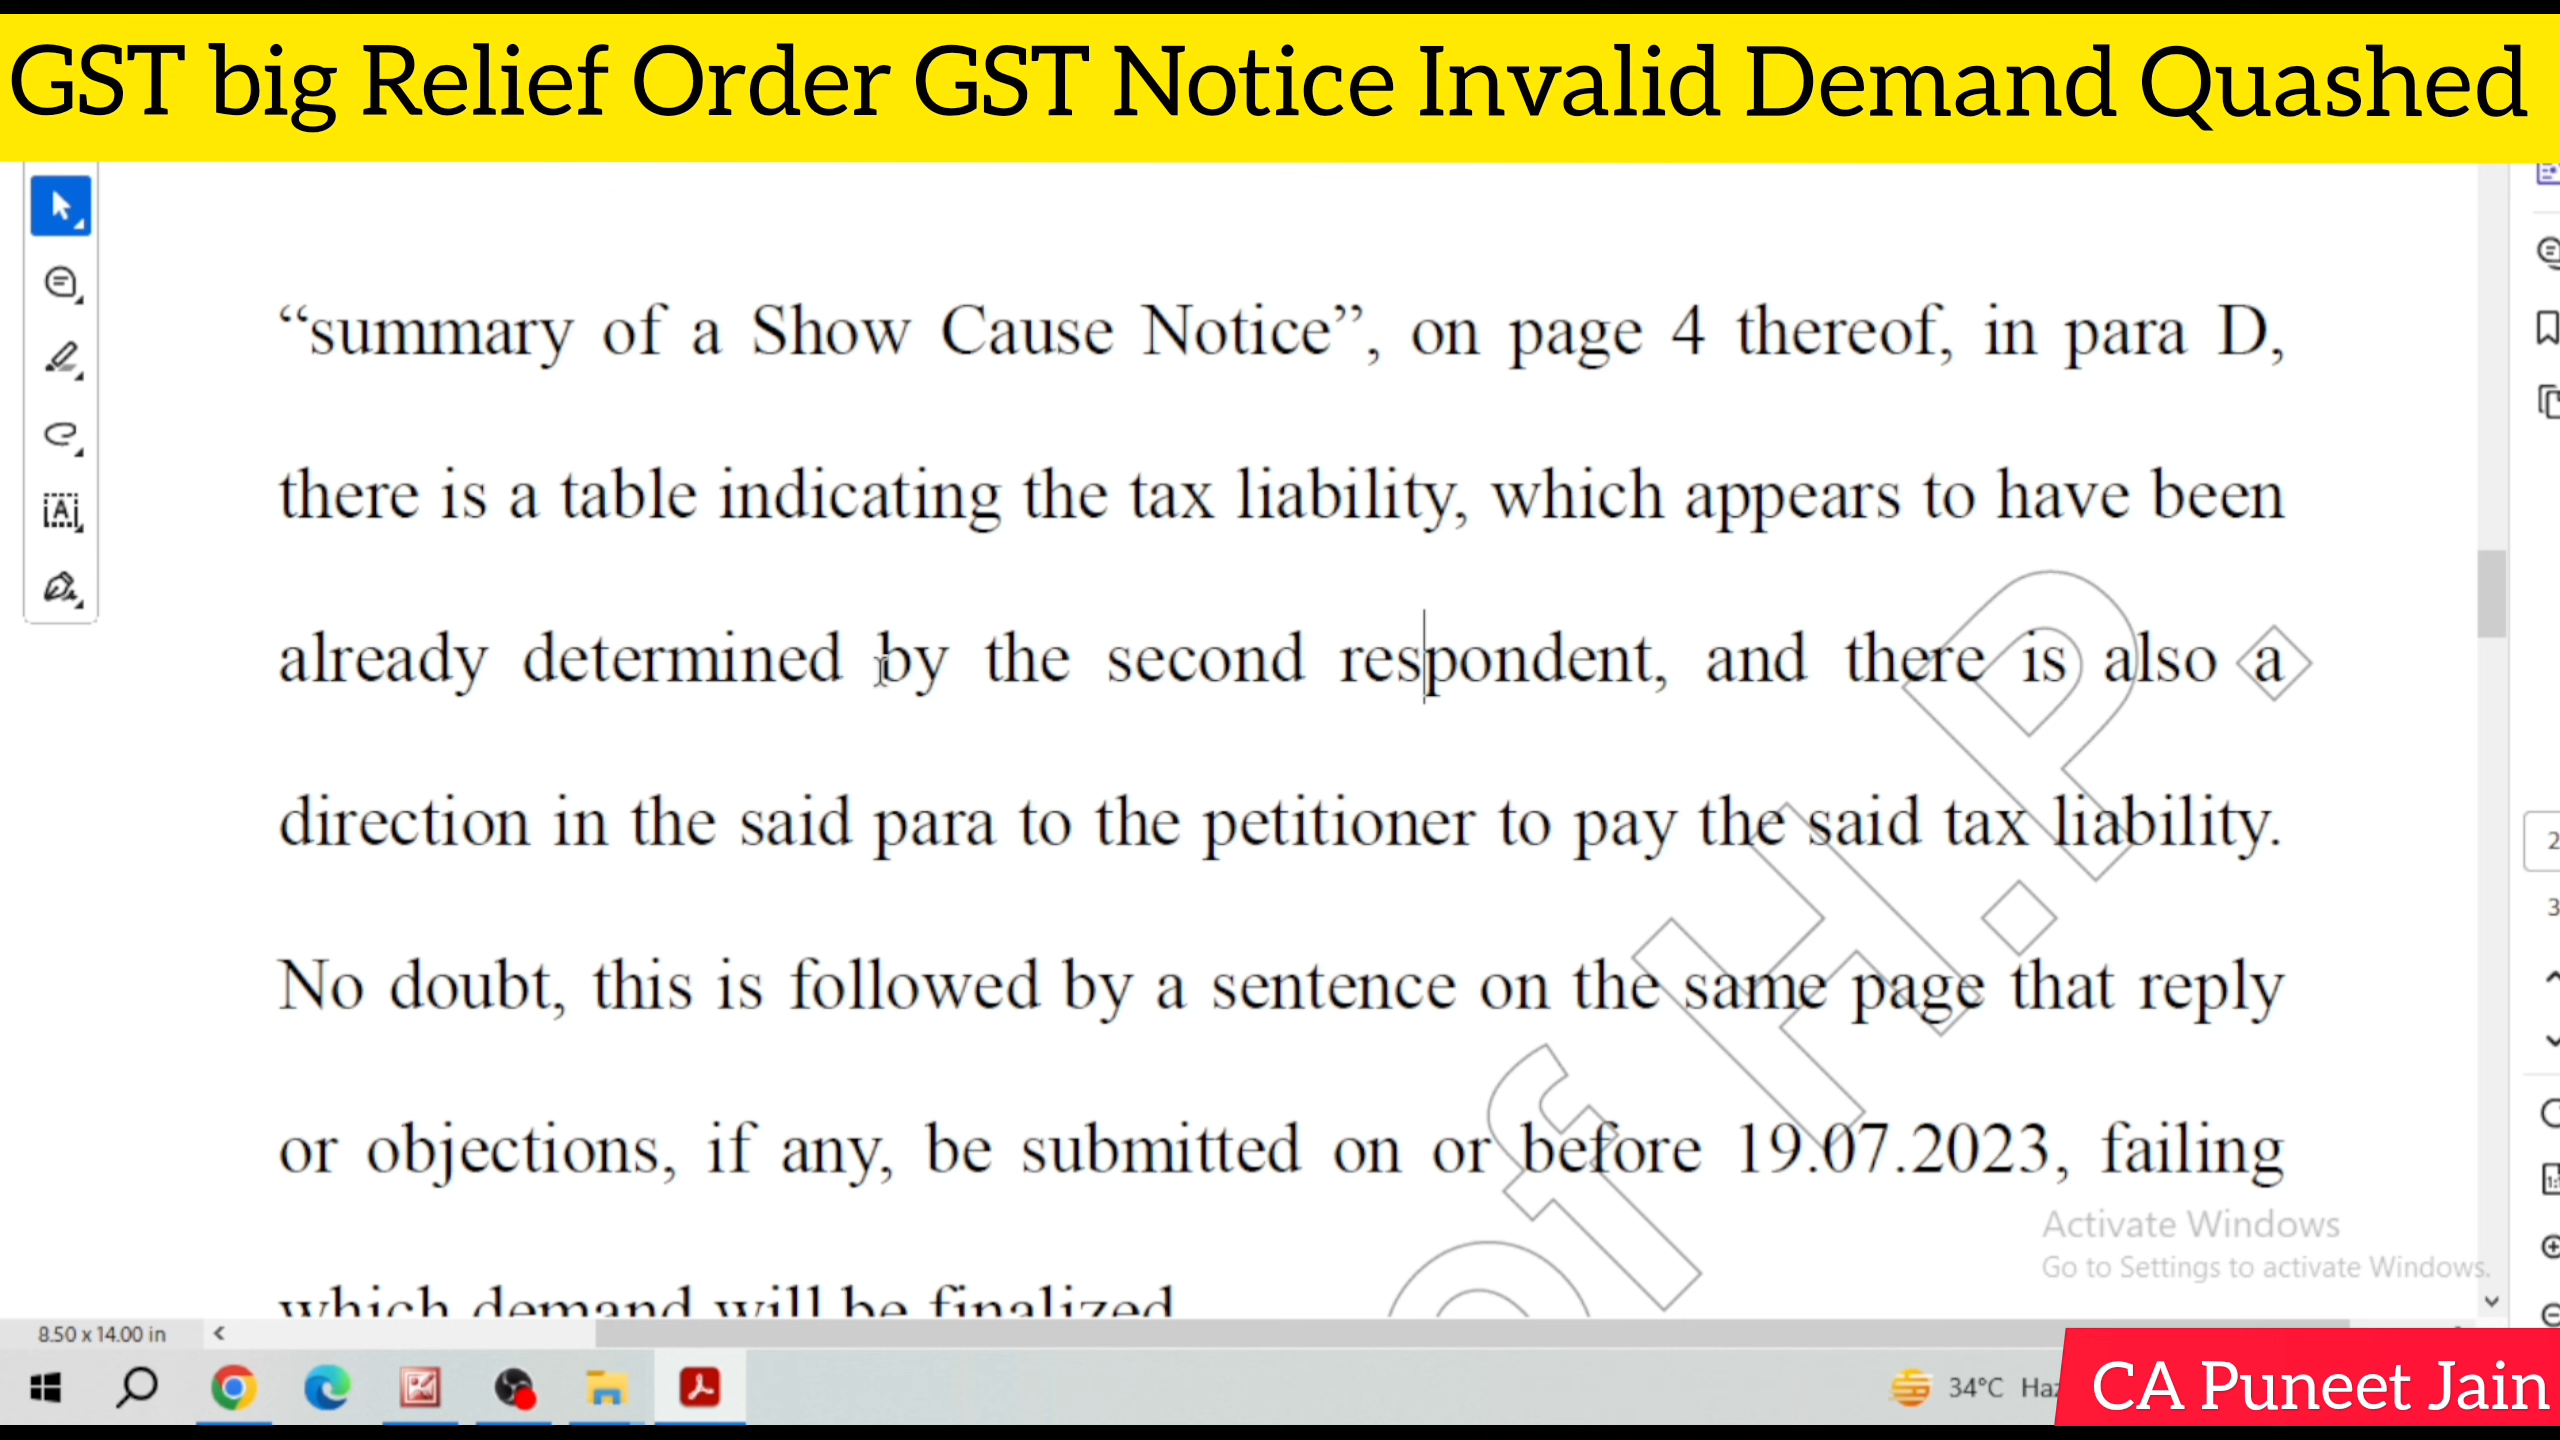 GST big Relief Order GST Notice Invalid Demand Quashed
“summary of a Show Cause Notice”, on page 4 thereof, in para D,
there is a table indicating the tax liability, which appears to have been
already determined by the second respondent, and there is also a
direction in the said para to the petitioner to pay the said tax liability.
No doubt, this is followed by a sentence on the same page that reply
or objections, if any, be submitted on or before 19.07.2023, failing
which demand will be finalized
of H.P.
2
3
Activate Windows
Go to Settings to activate Windows.
8.50 x 14.00 in
34°C Haz
CA Puneet Jain